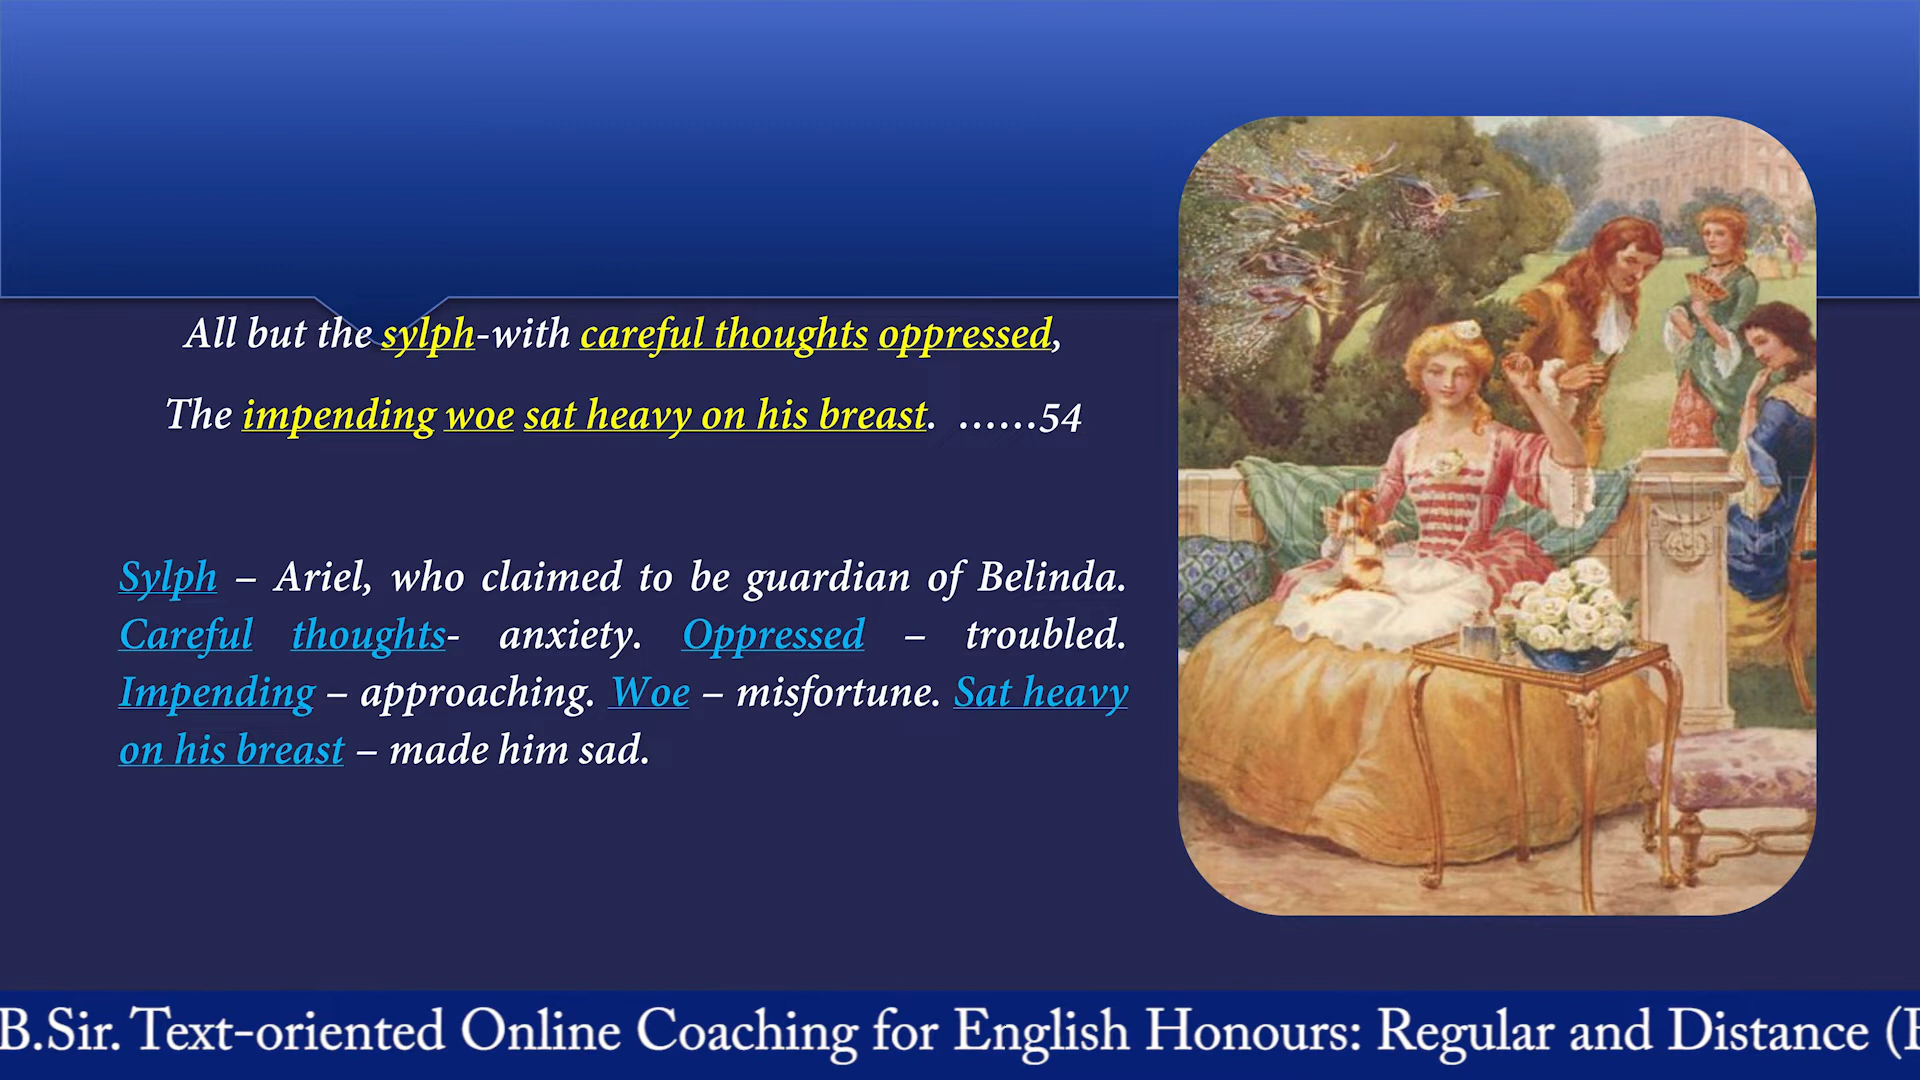 All but the sylph-with careful thoughts oppressed,
The impending woe sat heavy on his breast. ......54
Sylph – Ariel, who claimed to be guardian of Belinda.
Careful thoughts- anxiety. Oppressed – troubled.
Impending – approaching. Woe – misfortune. Sat heavy
on his breast – made him sad.
B.Sir. Text-oriented Online Coaching for English Honours: Regular and Distance (